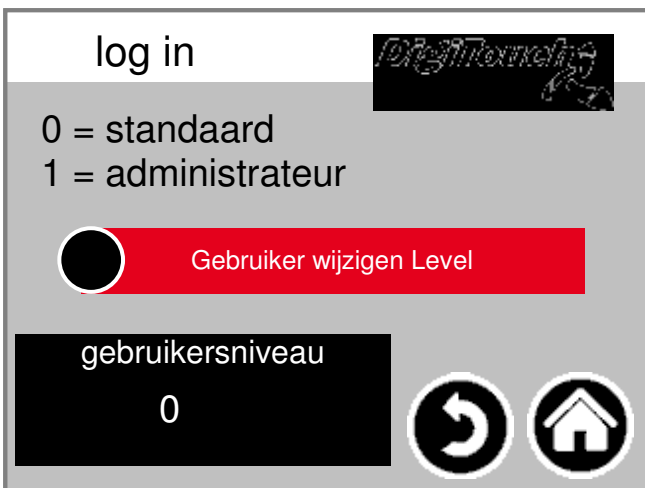 log in
DigiTouch
0 = standaard
1 = administrateur
Gebruiker wijzigen Level
gebruikersniveau
0